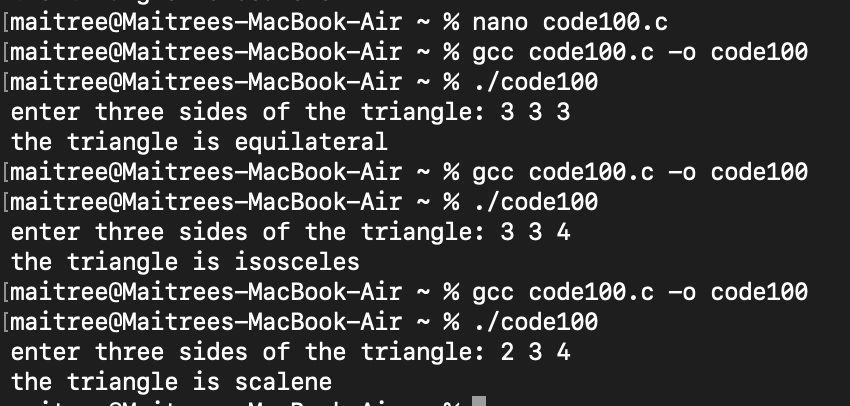 [maitree@Maitrees-MacBook-Air ~ % nano code100.c
[maitree@Maitrees-MacBook-Air ~ % gcc code100.c -o code100
[maitree@Maitrees-MacBook-Air ~ % ./code100
enter three sides of the triangle: 3 3 3
the triangle is equilateral
[maitree@Maitrees-MacBook-Air ~ % gcc code100.c -o code100
[maitree@Maitrees-MacBook-Air ~ % ./code100
enter three sides of the triangle: 3 3 4
the triangle is isosceles
[maitree@Maitrees-MacBook-Air ~ % gcc code100.c -o code100
[maitree@Maitrees-MacBook-Air ~ % ./code100
enter three sides of the triangle: 2 3 4
the triangle is scalene
maitree@Maitrees-MacBook-Air ~ %